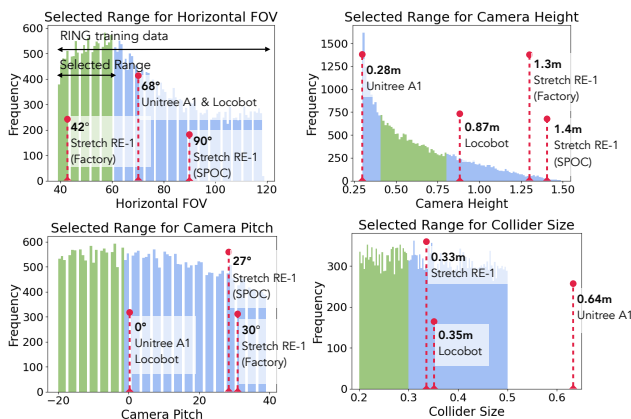 Selected Range for Horizontal FOV
RING training data
Selected Range
68°
Unitree A1 & Locobot
42°
Stretch RE-1
(Factory)
90°
Stretch RE-1
(SPOC)
600
500
400
300
200
100
0
Frequency
40
60
80
100
120
Horizontal FOV
Selected Range for Camera Height
0.28m
Unitree A1
1.3m
Stretch RE-1
(Factory)
0.87m
Locobot
1.4m
Stretch RE-1
(SPOC)
1500
1250
1000
750
500
250
0
Frequency
0.25
0.50
0.75
1.00
1.25
1.50
Camera Height
Selected Range for Camera Pitch
27°
Stretch RE-1
(SPOC)
0°
Unitree A1
Locobot
30°
Stretch RE-1
(Factory)
600
500
400
300
200
100
0
Frequency
−20
0
20
40
Camera Pitch
Selected Range for Collider Size
0.33m
Stretch RE-1
0.64m
Unitree A1
0.35m
Locobot
300
200
100
0
Frequency
0.2
0.3
0.4
0.5
0.6
Collider Size